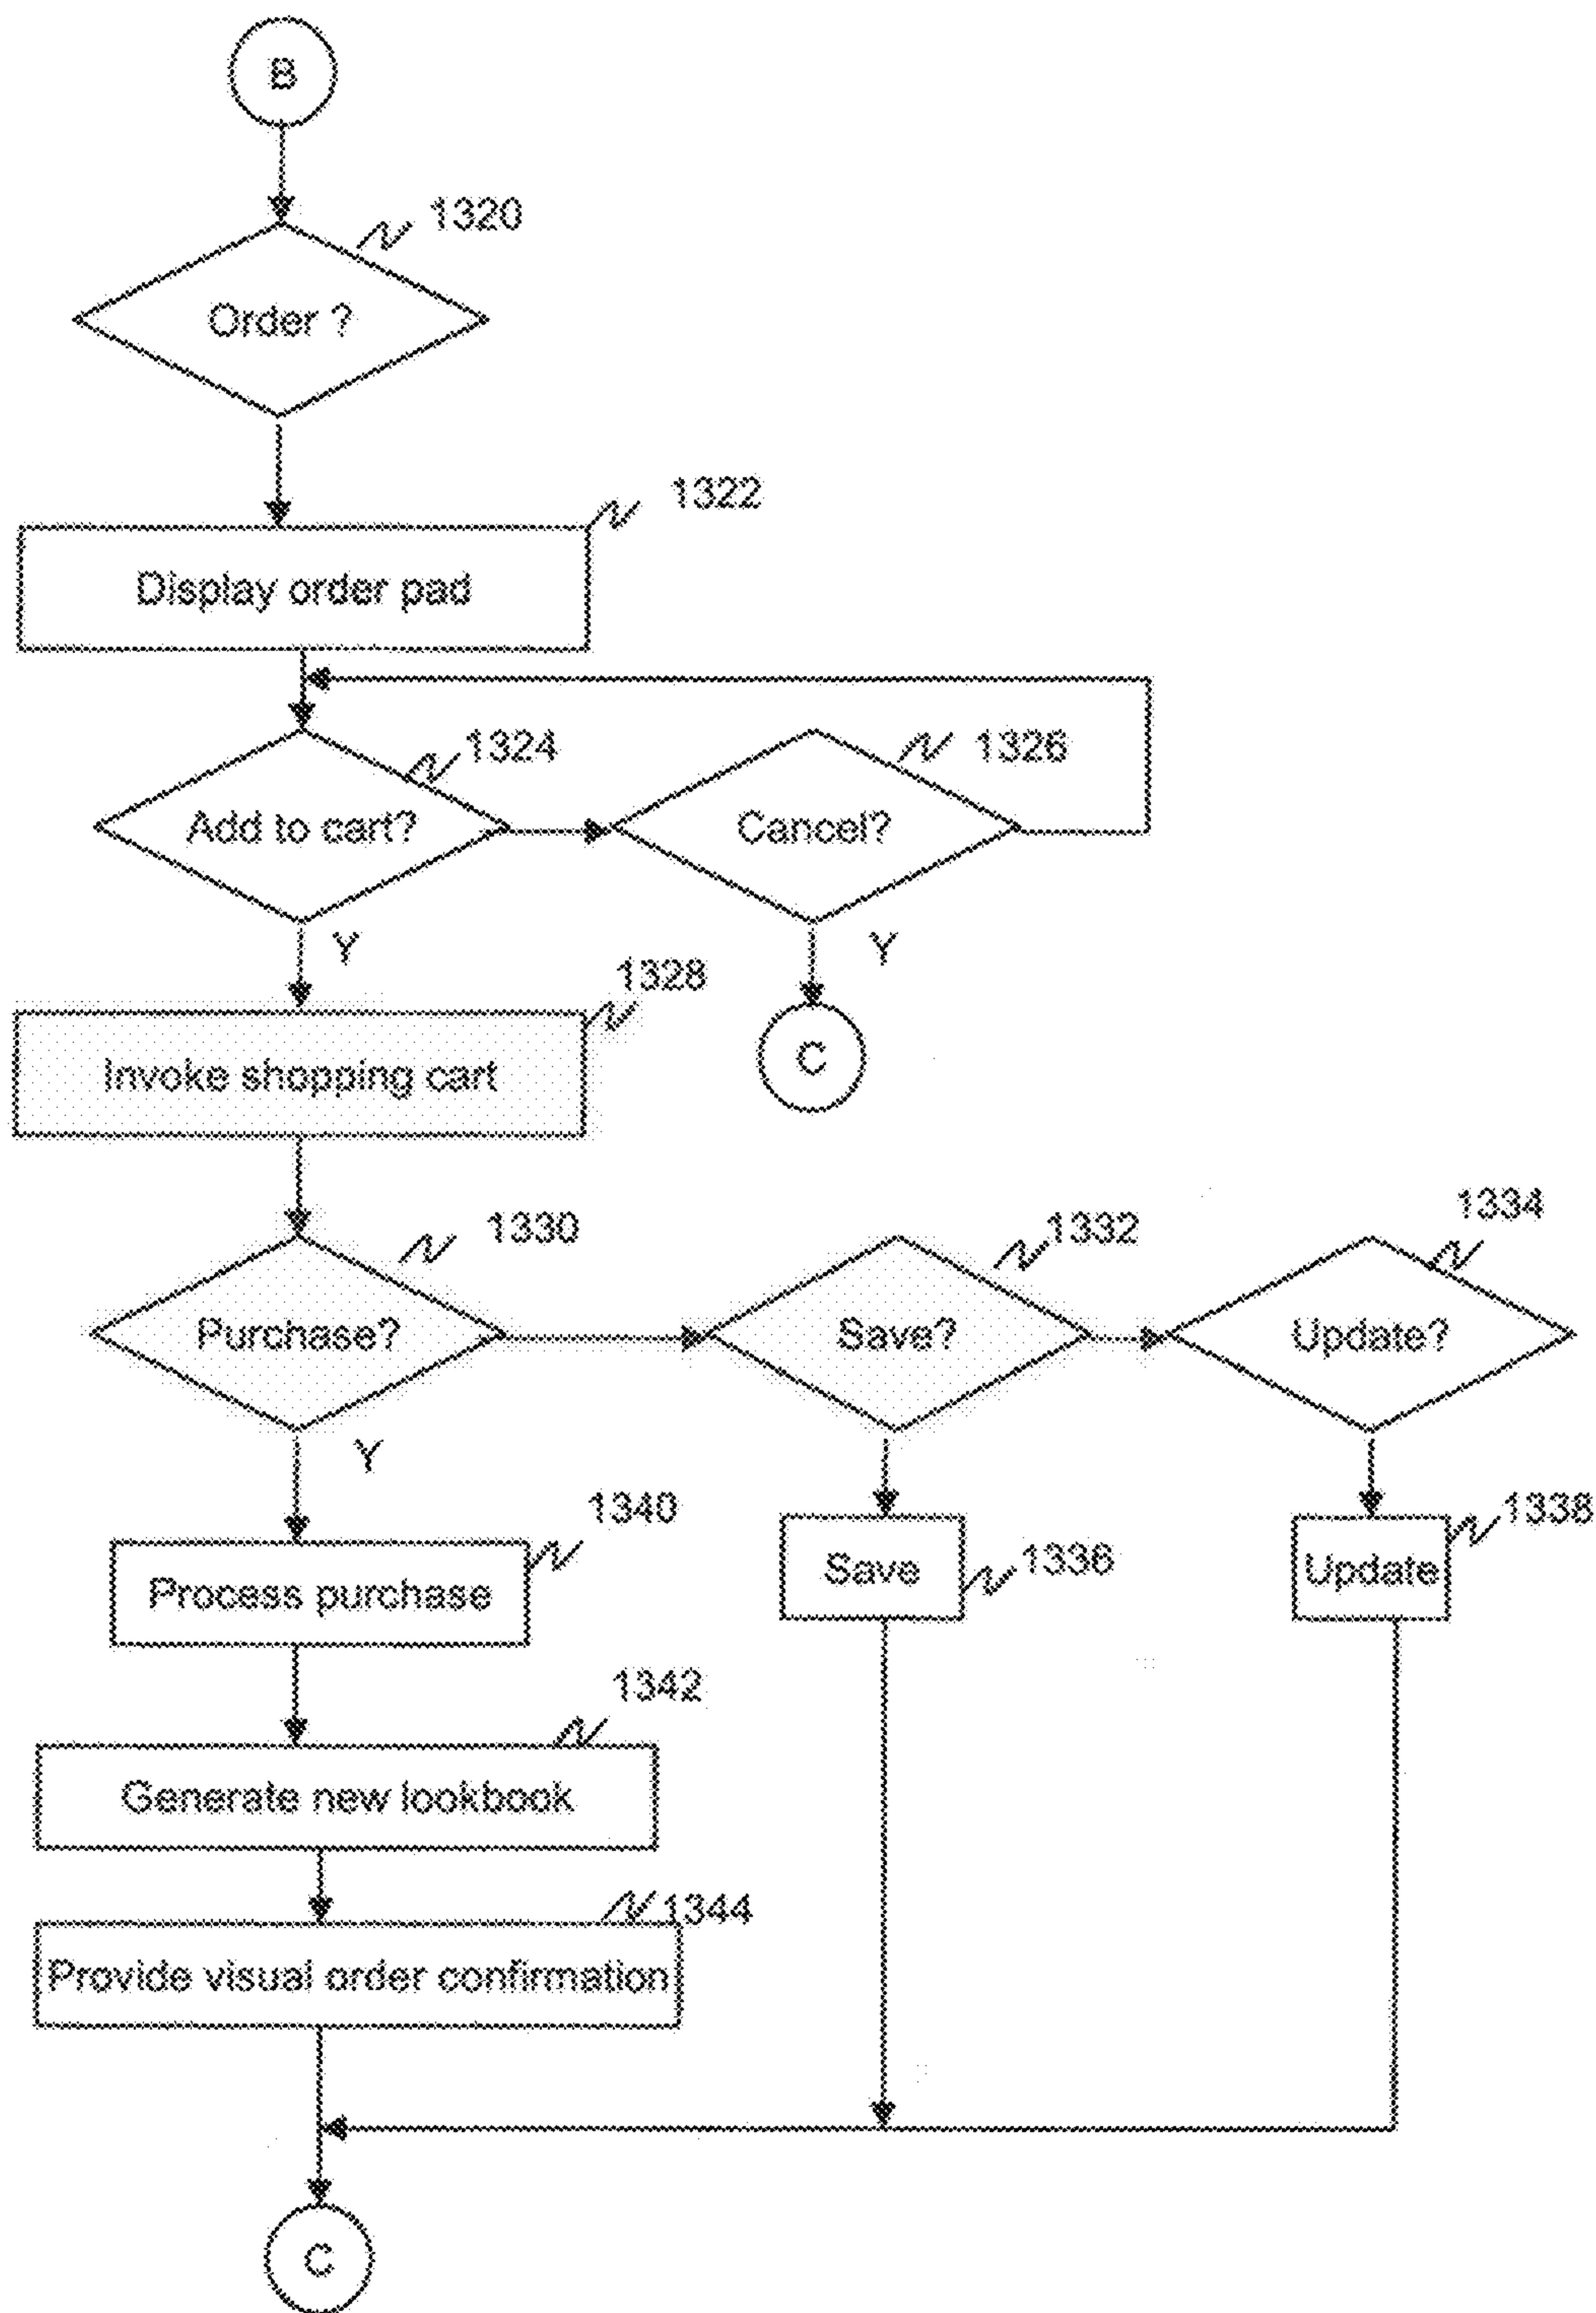 B
1320
Order ?
1322
Display order pad
1324
1326
Add to cart?
Cancel?
Y
Y
1328
Invoke shopping cart
C
1330
1332
1334
Purchase?
Save?
Update?
Y
1340
1338
Process purchase
Save
1336
Update
1342
Generate new lookbook
1344
Provide visual order confirmation
C